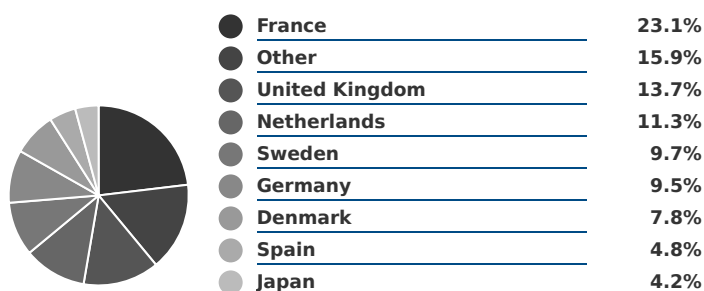 France 23.1%
Other 15.9%
United Kingdom 13.7%
Netherlands 11.3%
Sweden 9.7%
Germany 9.5%
Denmark 7.8%
Spain 4.8%
Japan 4.2%